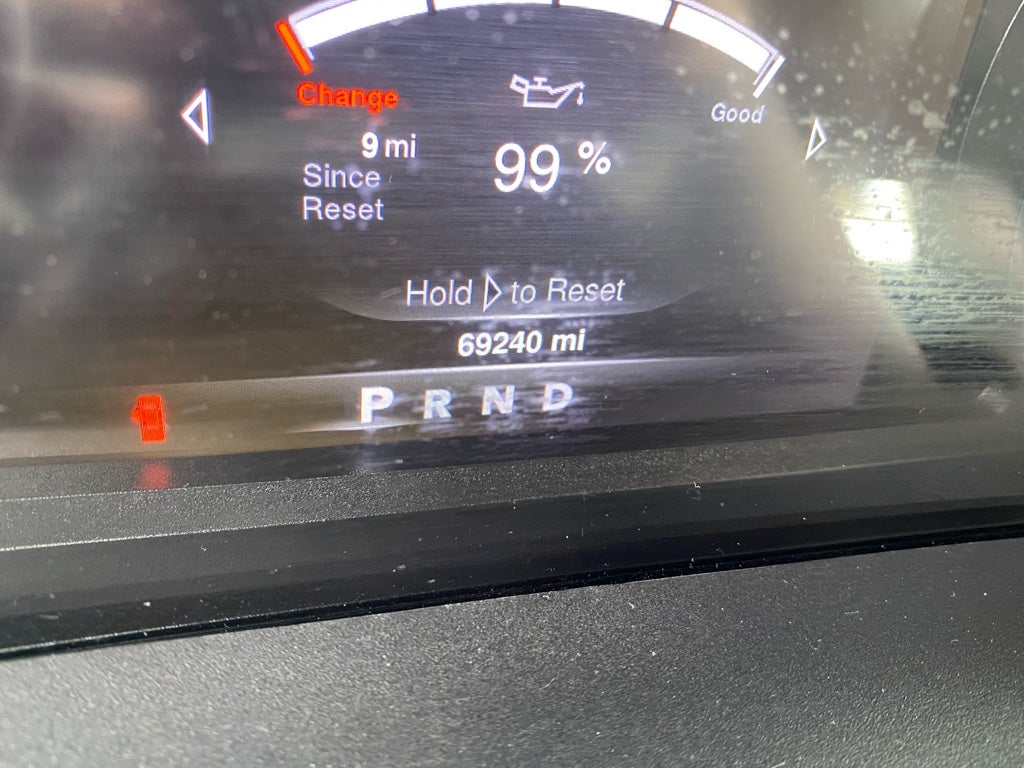 Change
Good
9 mi
Since
Reset
99 %
Hold to Reset
69240 mi
P R N D